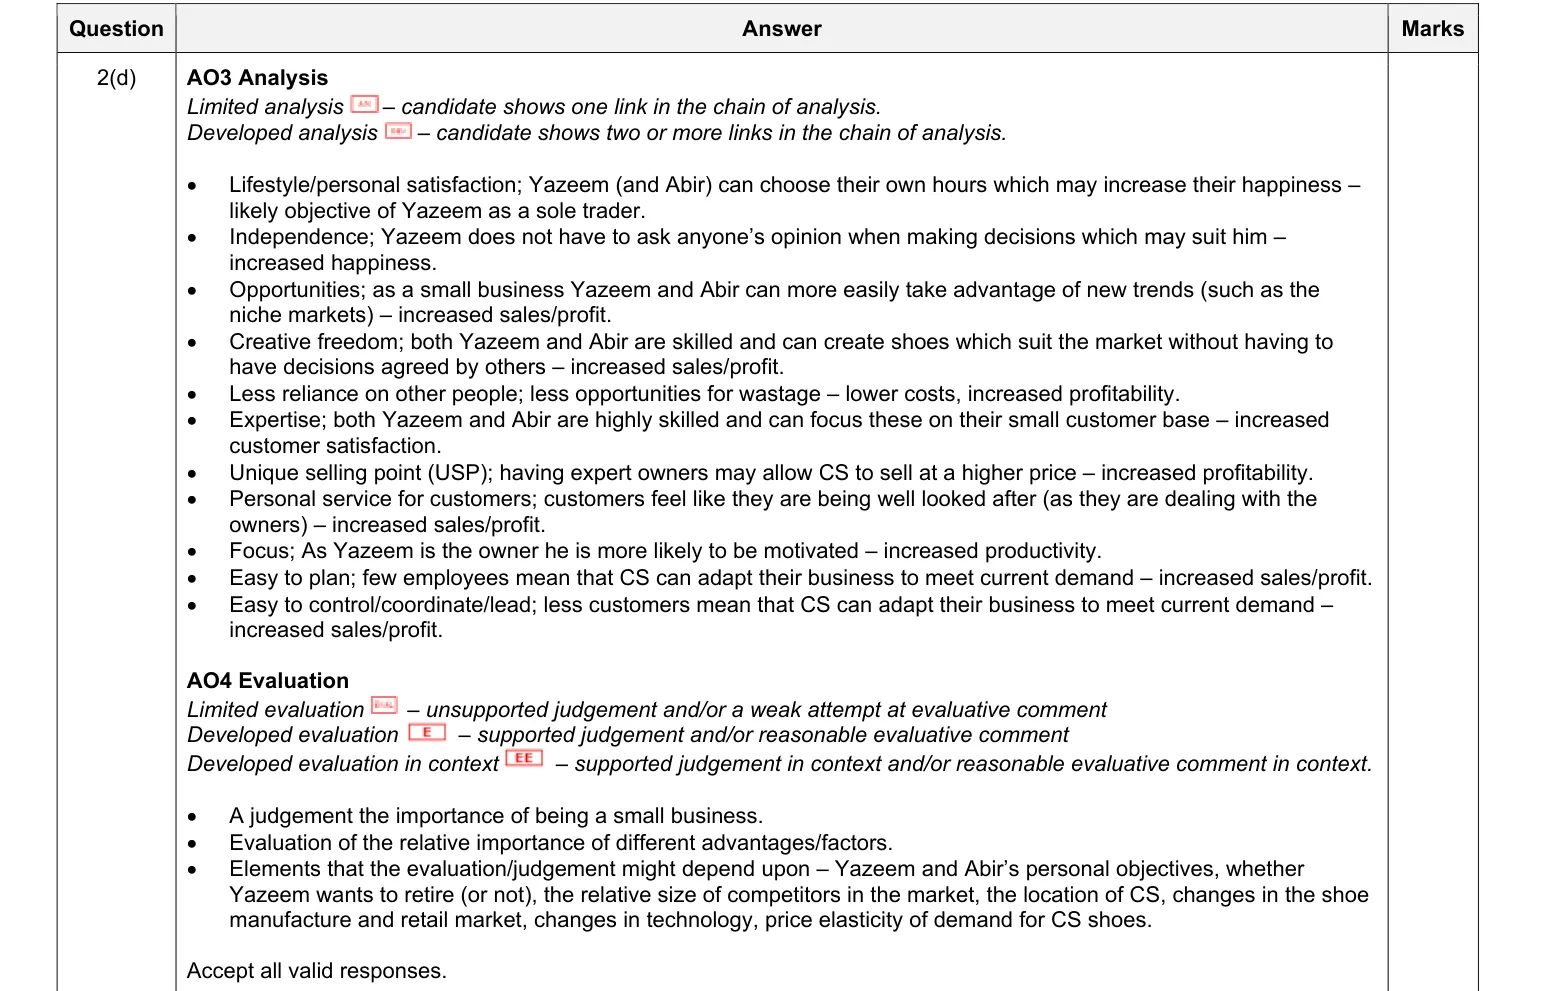 Question Answer Marks
2(d)
AO3 Analysis
Limited analysis AN – candidate shows one link in the chain of analysis.
Developed analysis DEV – candidate shows two or more links in the chain of analysis.
• Lifestyle/personal satisfaction; Yazeem (and Abir) can choose their own hours which may increase their happiness –
likely objective of Yazeem as a sole trader.
• Independence; Yazeem does not have to ask anyone’s opinion when making decisions which may suit him –
increased happiness.
• Opportunities; as a small business Yazeem and Abir can more easily take advantage of new trends (such as the
niche markets) – increased sales/profit.
• Creative freedom; both Yazeem and Abir are skilled and can create shoes which suit the market without having to
have decisions agreed by others – increased sales/profit.
• Less reliance on other people; less opportunities for wastage – lower costs, increased profitability.
• Expertise; both Yazeem and Abir are highly skilled and can focus these on their small customer base – increased
customer satisfaction.
• Unique selling point (USP); having expert owners may allow CS to sell at a higher price – increased profitability.
• Personal service for customers; customers feel like they are being well looked after (as they are dealing with the
owners) – increased sales/profit.
• Focus; As Yazeem is the owner he is more likely to be motivated – increased productivity.
• Easy to plan; few employees mean that CS can adapt their business to meet current demand – increased sales/profit.
• Easy to control/coordinate/lead; less customers mean that CS can adapt their business to meet current demand –
increased sales/profit.
AO4 Evaluation
Limited evaluation EVAL – unsupported judgement and/or a weak attempt at evaluative comment
Developed evaluation E – supported judgement and/or reasonable evaluative comment
Developed evaluation in context EE – supported judgement in context and/or reasonable evaluative comment in context.
• A judgement the importance of being a small business.
• Evaluation of the relative importance of different advantages/factors.
• Elements that the evaluation/judgement might depend upon – Yazeem and Abir’s personal objectives, whether
Yazeem wants to retire (or not), the relative size of competitors in the market, the location of CS, changes in the shoe
manufacture and retail market, changes in technology, price elasticity of demand for CS shoes.
Accept all valid responses.